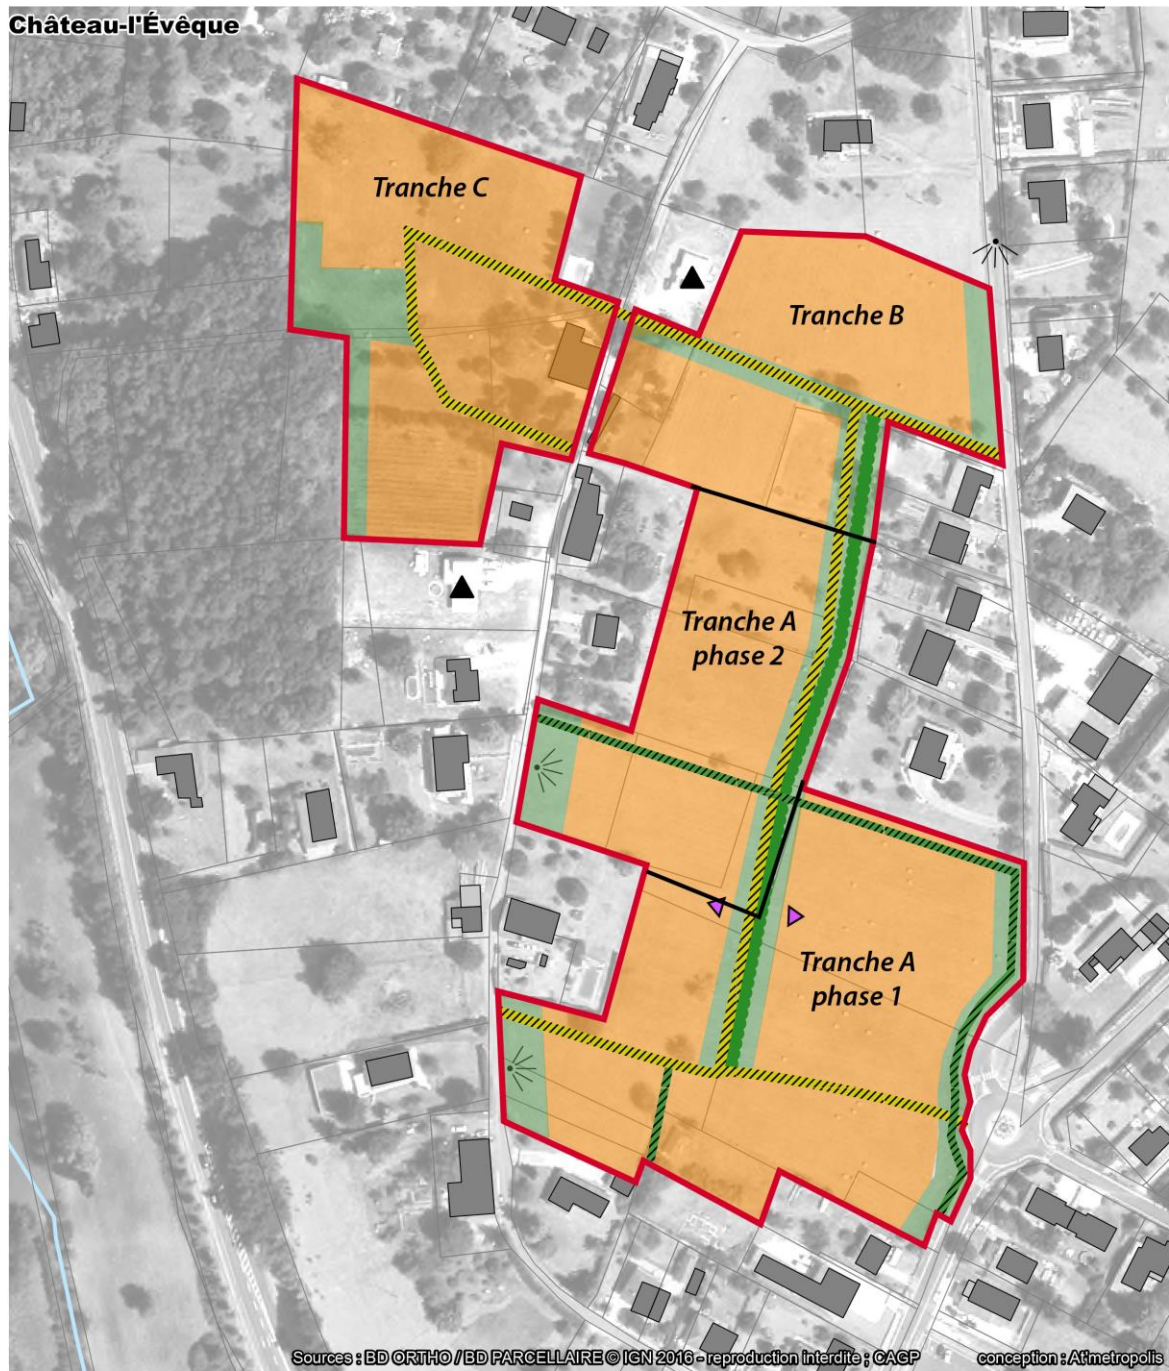 Château-l'Évêque
Tranche C
Tranche B
Tranche A
phase 2
Tranche A
phase 1
Sources : BD ORTHO / BD PARCELLAIRE © IGN 2016 - reproduction interdite ; CAGP
conception : At'metropolis